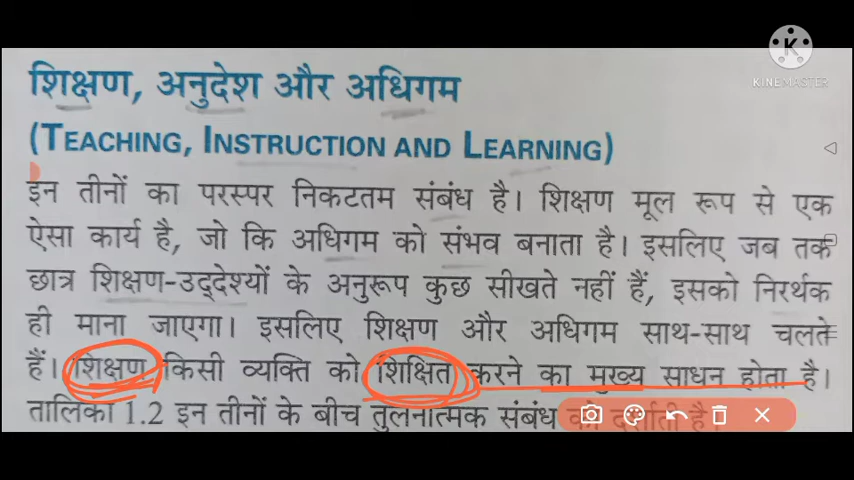 KINEMASTER
शिक्षण, अनुदेश और अधिगम
(TEACHING, INSTRUCTION AND LEARNING)
इन तीनों का परस्पर निकटतम संबंध है। शिक्षण मूल रूप से एक
ऐसा कार्य है, जो कि अधिगम को संभव बनाता है। इसलिए जब तक
छात्र शिक्षण-उद्देश्यों के अनुरूप कुछ सीखते नहीं हैं, इसको निरर्थक
ही माना जाएगा। इसलिए शिक्षण और अधिगम साथ-साथ चलते
हैं। शिक्षण किसी व्यक्ति को शिक्षित करने का मुख्य साधन होता है।
तालिका 1.2 इन तीनों के बीच तुलनात्मक संबंध को दर्शाती है।